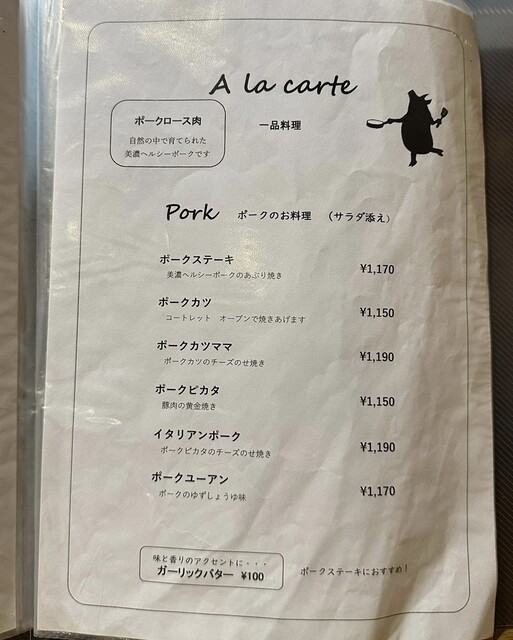 A la carte
ポークロース肉
自然の中で育てられた
美濃ヘルシーポークです
一品料理
Pork ポークのお料理 （サラダ添え）
ポークステーキ ¥1,170
美濃ヘルシーポークのあぶり焼き
ポークカツ ¥1,150
コートレット オーブンで焼きあげます
ポークカツママ ¥1,190
ポークカツのチーズのせ焼き
ポークピカタ ¥1,150
豚肉の黄金焼き
イタリアンポーク ¥1,190
ポークピカタのチーズのせ焼き
ポークユーアン ¥1,170
ポークのゆずしょうゆ味
味と香りのアクセントに・・・
ガーリックバター ¥100
ポークステーキにおすすめ！